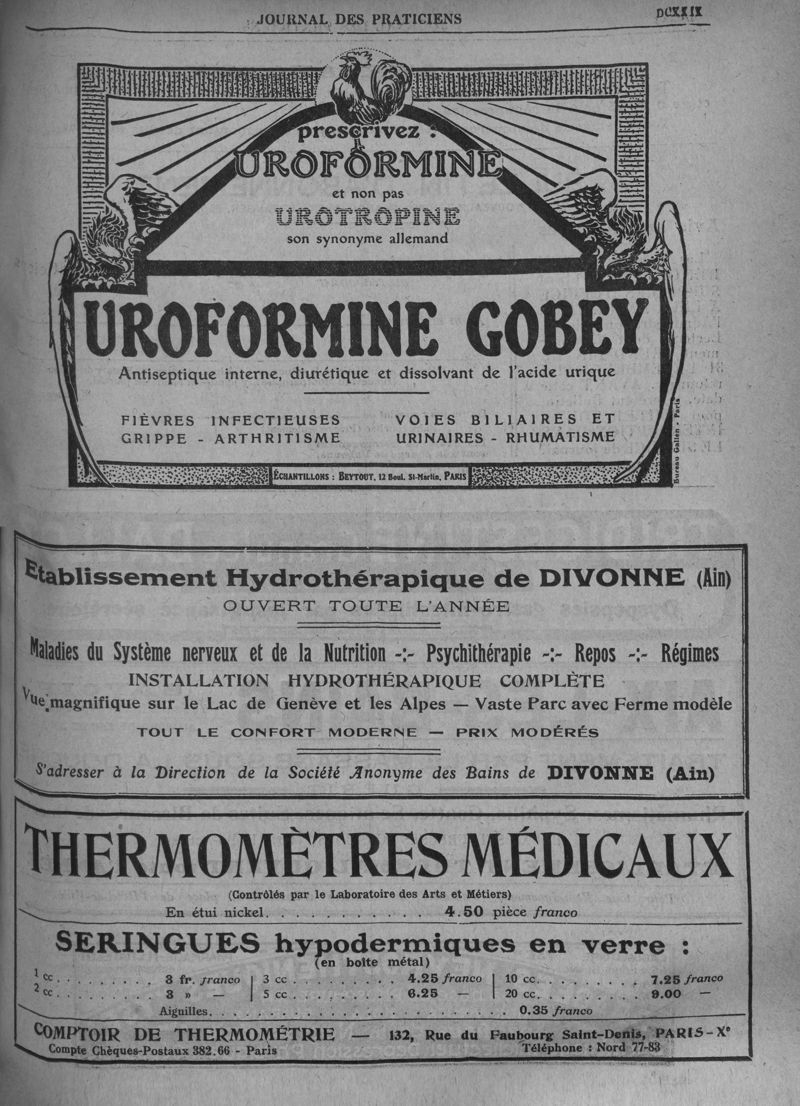 JOURNAL DES PRATICIENS
DCXXIX
prescrivez :
UROFORMINE
et non pas
UROTROPINE
son synonyme allemand
UROFORMINE GOBEY
Antiseptique interne, diurétique et dissolvant de l'acide urique
FIÈVRES INFECTIEUSES
GRIPPE - ARTHRITISME
VOIES BILIAIRES ET
URINAIRES - RHUMATISME
ÉCHANTILLONS : BEYTOUT, 12 Boul. St-Martin, PARIS
Bureau Gallen - Paris
Etablissement Hydrothérapique de DIVONNE (Ain)
OUVERT TOUTE L'ANNÉE
Maladies du Système nerveux et de la Nutrition -:- Psychithérapie -:- Repos -:- Régimes
INSTALLATION HYDROTHÉRAPIQUE COMPLÈTE
Vue magnifique sur le Lac de Genève et les Alpes — Vaste Parc avec Ferme modèle
TOUT LE CONFORT MODERNE — PRIX MODÉRÉS
S'adresser à la Direction de la Société Anonyme des Bains de DIVONNE (Ain)
THERMOMÈTRES MÉDICAUX
(Contrôlés par le Laboratoire des Arts et Métiers)
En étui nickel. . . . . . . . . . . 4.50 pièce franco
SERINGUES hypodermiques en verre :
(en boîte métal)
1 cc . . . . . . . . . 3 fr. franco | 3 cc . . . . . . . . . 4.25 franco | 10 cc. . . . . . . . . 7.25 franco
2 cc . . . . . . . . . 3 » — | 5 cc . . . . . . . . . 6.25 — | 20 cc. . . . . . . . . 9.00 —
Aiguilles. . . . . . . . . . . . . . . . . . . . . . . . 0.35 franco
COMPTOIR DE THERMOMÉTRIE — 132, Rue du Faubourg Saint-Denis, PARIS-Xe
Compte Chèques-Postaux 382.66 - Paris
Téléphone : Nord 77-83